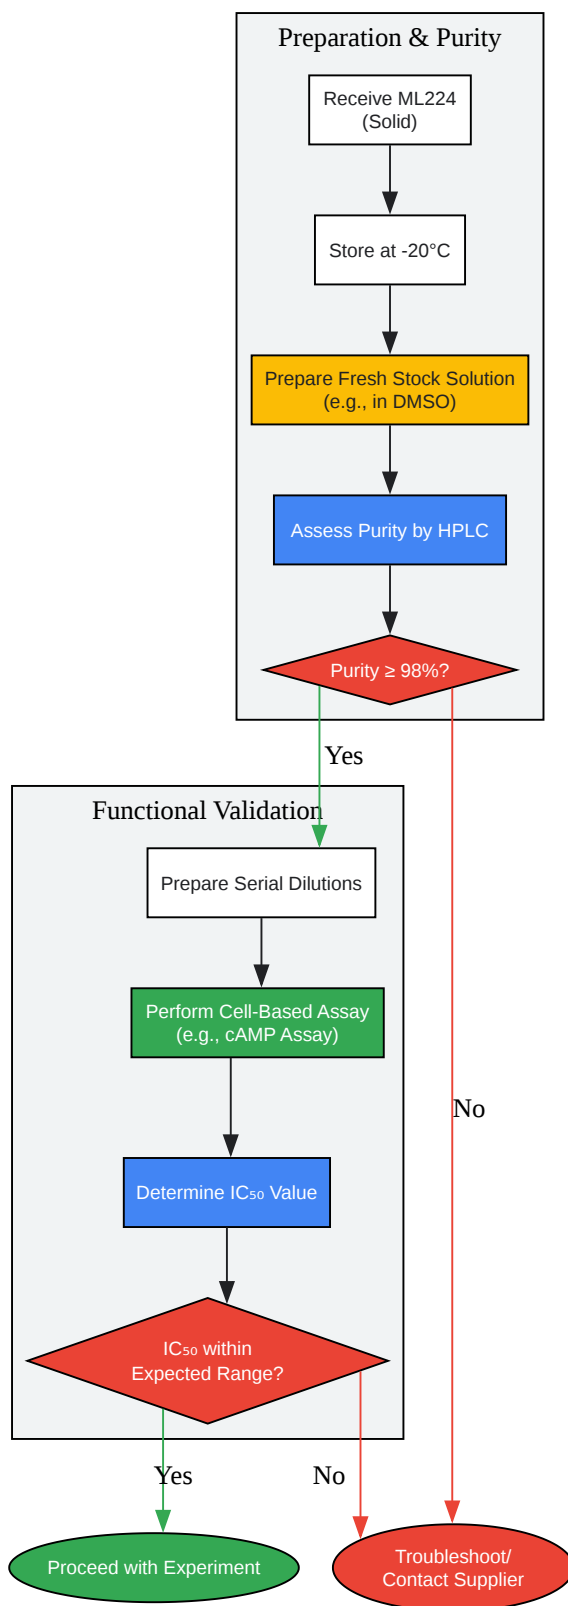 Preparation & Purity
Receive ML224
(Solid)
Store at -20°C
Prepare Fresh Stock Solution
(e.g., in DMSO)
Assess Purity by HPLC
Purity ≥ 98%?
Yes
Functional Validation
Prepare Serial Dilutions
Perform Cell-Based Assay
(e.g., cAMP Assay)
No
Determine IC₅₀ Value
IC₅₀ within
Expected Range?
Yes
No
Proceed with Experiment
Troubleshoot/
Contact Supplier